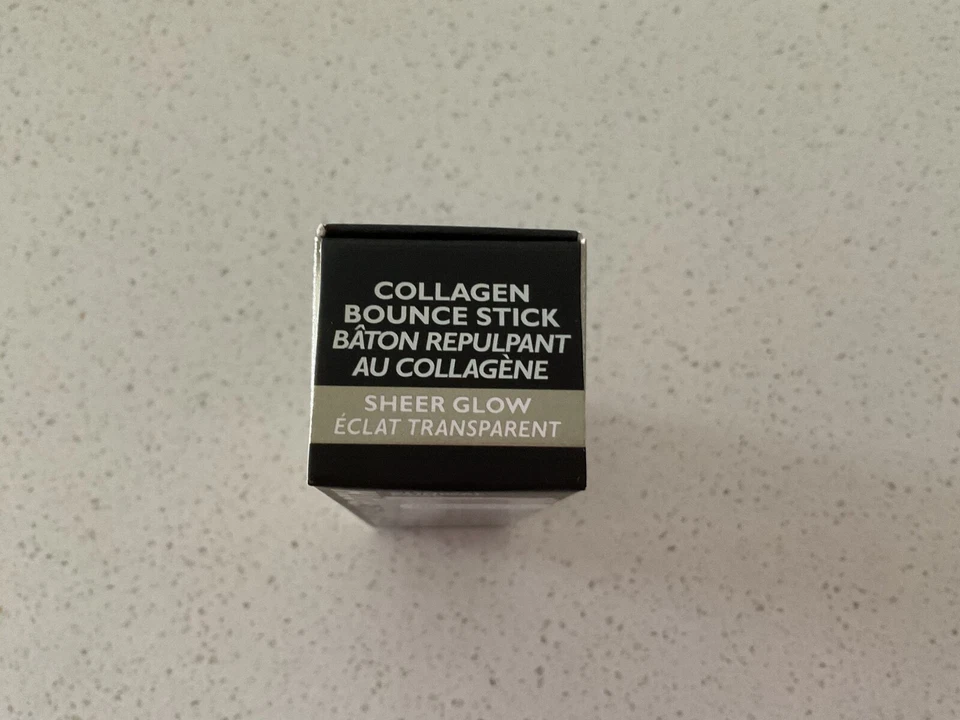 COLLAGEN
BOUNCE STICK
BÂTON REPULPANT
AU COLLAGÈNE
SHEER GLOW
ÉCLAT TRANSPARENT